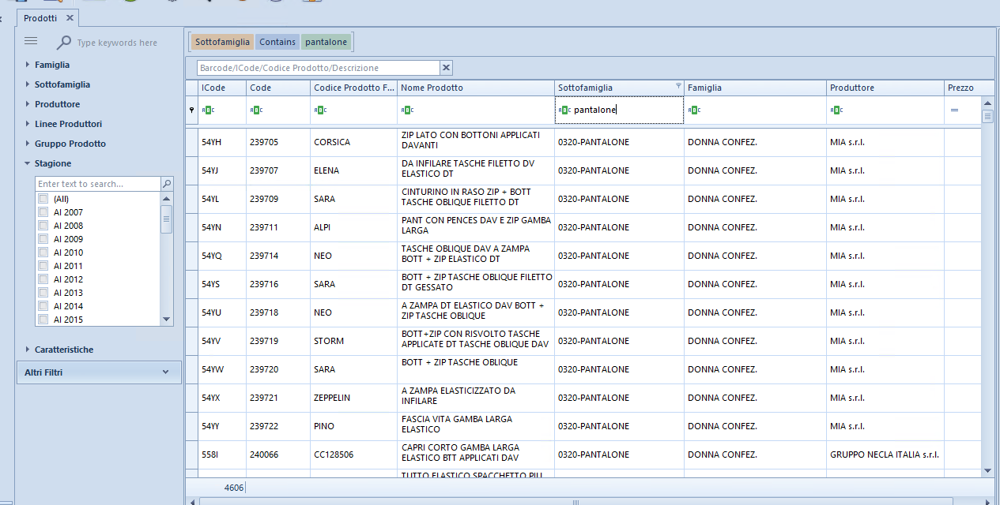 Prodotti
Type keywords here
Famiglia
Sottofamiglia
Produttore
Linee Produttori
Gruppo Prodotto
Stagione
Enter text to search...
(All)
AI 2007
AI 2008
AI 2009
AI 2010
AI 2011
AI 2012
AI 2013
AI 2014
AI 2015
Caratteristiche
Altri Filtri
Sottofamiglia Contains pantalone
Barcode/ICode/Codice Prodotto/Descrizione
ICode Code Codice Prodotto F... Nome Prodotto Sottofamiglia Famiglia Produttore Prezzo
ABC ABC ABC ABC ABC pantalone ABC ABC =
54YH 239705 CORSICA ZIP LATO CON BOTTONI APPLICATI 0320-PANTALONE DONNA CONFEZ. MIA s.r.l.
DAVANTI
54YJ 239707 ELENA DA INFILARE TASCHE FILETTO DV 0320-PANTALONE DONNA CONFEZ. MIA s.r.l.
ELASTICO DT
54YL 239709 SARA CINTURINO IN RASO ZIP + BOTT 0320-PANTALONE DONNA CONFEZ. MIA s.r.l.
TASCHE OBLIQUE FILETTO DT
54YN 239711 ALPI PANT CON PENCES DAV E ZIP GAMBA 0320-PANTALONE DONNA CONFEZ. MIA s.r.l.
LARGA
54YQ 239714 NEO TASCHE OBLIQUE DAV A ZAMPA 0320-PANTALONE DONNA CONFEZ. MIA s.r.l.
BOTT + ZIP ELASTICO DT
54YS 239716 SARA BOTT + ZIP TASCHE OBLIQUE FILETTO 0320-PANTALONE DONNA CONFEZ. MIA s.r.l.
DT GESSATO
54YU 239718 NEO A ZAMPA DT ELASTICO DAV BOTT + 0320-PANTALONE DONNA CONFEZ. MIA s.r.l.
ZIP TASCHE OBLIQUE
54YV 239719 STORM BOTT+ZIP CON RISVOLTO TASCHE 0320-PANTALONE DONNA CONFEZ. MIA s.r.l.
APPLICATE DT TASCHE OBLIQUE DAV
54YW 239720 SARA BOTT + ZIP TASCHE OBLIQUE 0320-PANTALONE DONNA CONFEZ. MIA s.r.l.
54YX 239721 ZEPPELIN A ZAMPA ELASTICIZZATO DA 0320-PANTALONE DONNA CONFEZ. MIA s.r.l.
INFILARE
54YY 239722 PINO FASCIA VITA GAMBA LARGA 0320-PANTALONE DONNA CONFEZ. MIA s.r.l.
ELASTICO
558I 240066 CC128506 CAPRI CORTO GAMBA LARGA 0320-PANTALONE DONNA CONFEZ. GRUPPO NECLA ITALIA s.r.l.
ELASTICO BTT APPLICATI DAV
TUTTO ELASTICO SPACCHETTO PIU
4606